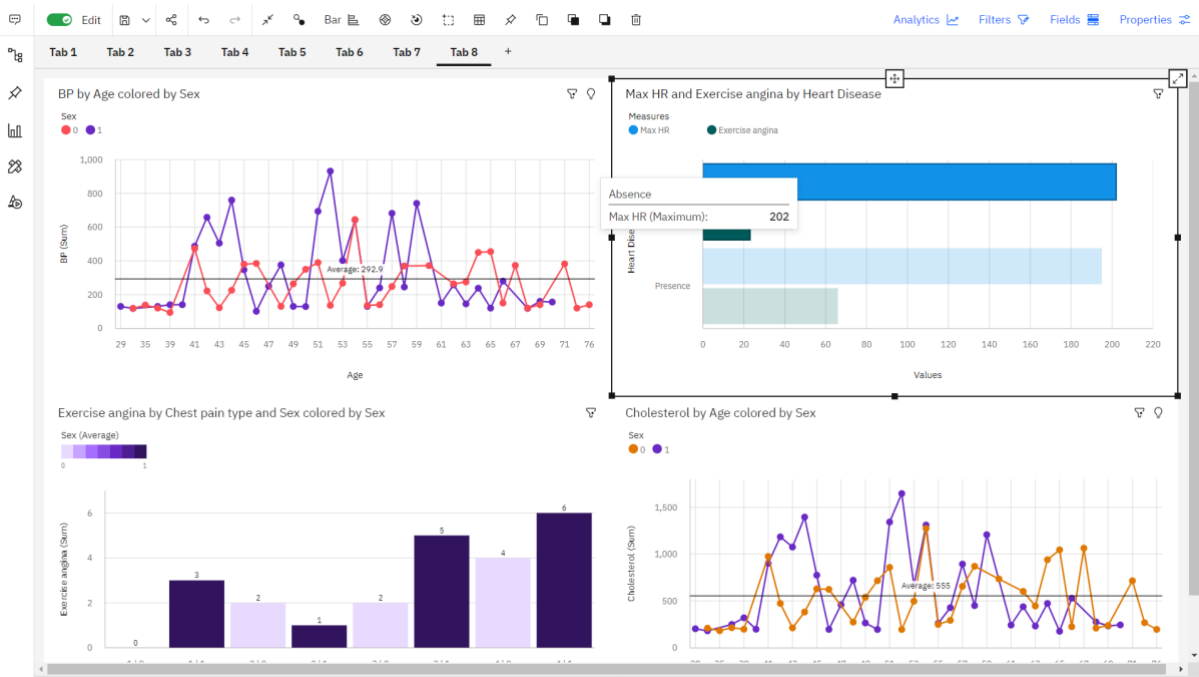 Edit Bar Analytics Filters Fields Properties
Tab 1 Tab 2 Tab 3 Tab 4 Tab 5 Tab 6 Tab 7 Tab 8 +
BP by Age colored by Sex
Sex
0 1
1,000
800
600
400
200
0
BP (Sum)
Average: 292.9
29 35 39 41 43 45 47 49 51 53 55 57 59 61 63 65 67 69 71 76
Age
Max HR and Exercise angina by Heart Disease
Measures
Max HR Exercise angina
Absence
Max HR (Maximum): 202
Heart Dise
Presence
0 20 40 60 80 100 120 140 160 180 200 220
Values
Exercise angina by Chest pain type and Sex colored by Sex
Sex (Average)
0 1
Exercise angina (Sum)
6
4
2
0
0 3 2 1 2 5 4 6
Cholesterol by Age colored by Sex
Sex
0 1
Cholesterol (Sum)
1,500
1,000
500
0
Average: 555